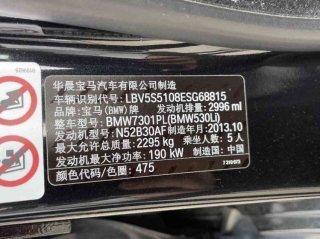 华晨宝马汽车有限公司制造
车辆识别代号:LBV5S5108ESG68815
品牌:宝马(BMW) 发动机排量:2996 ml
整车型号:BMW7301PL(BMW530Li)
发动机型号:N52B30AF 制造年月:2013.10
最大允许总质量:2295 kg 乘坐人数:5 人
发动机最大净功率:190 kW 制造国:中国
颜色代码/色圈:475